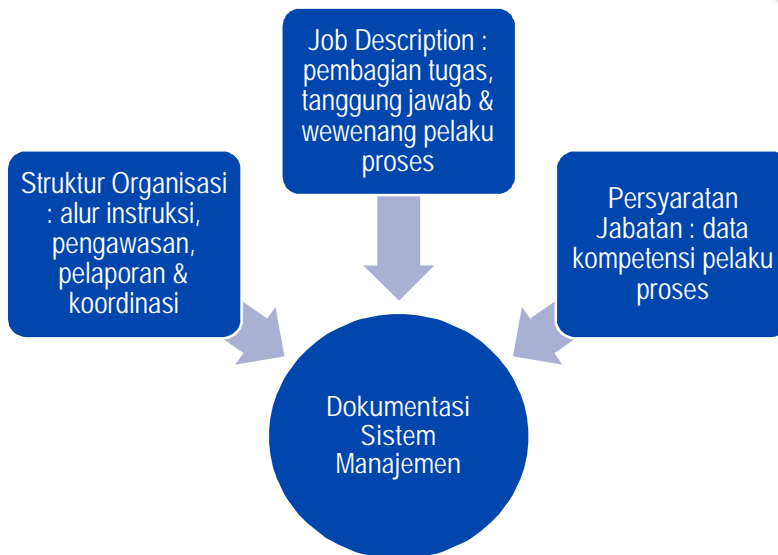 Job Description :
pembagian tugas,
tanggung jawab &
wewenang pelaku
proses
Struktur Organisasi
: alur instruksi,
pengawasan,
pelaporan &
koordinasi
Persyaratan
Jabatan : data
kompetensi pelaku
proses
Dokumentasi
Sistem
Manajemen